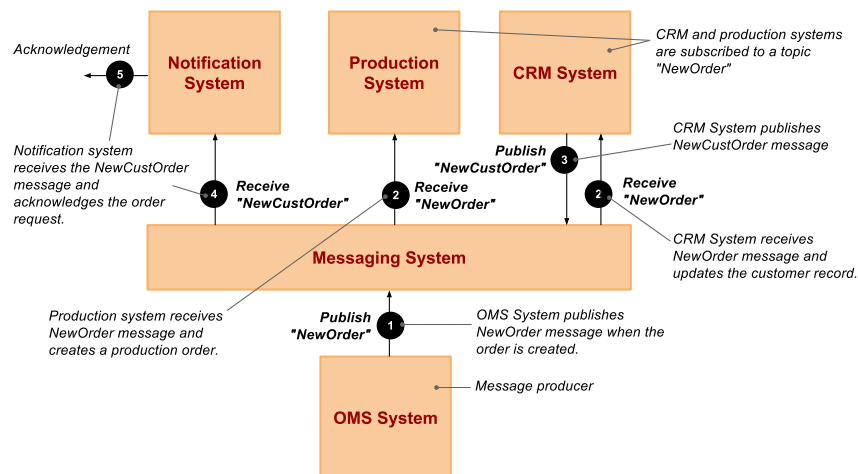 Acknowledgement
5
Notification
System
Production
System
CRM System
CRM and production systems
are subscribed to a topic
"NewOrder"
Notification system
receives the NewCustOrder
message and
acknowledges the order
request.
4
Receive
"NewCustOrder"
2
Receive
"NewOrder"
Publish
"NewCustOrder"
3
CRM System publishes
NewCustOrder message
2
Receive
"NewOrder"
CRM System receives
NewOrder message and
updates the customer record.
Messaging System
Production system receives
NewOrder message and
creates a production order.
Publish
"NewOrder"
1
OMS System publishes
NewOrder message when the
order is created.
OMS System
Message producer